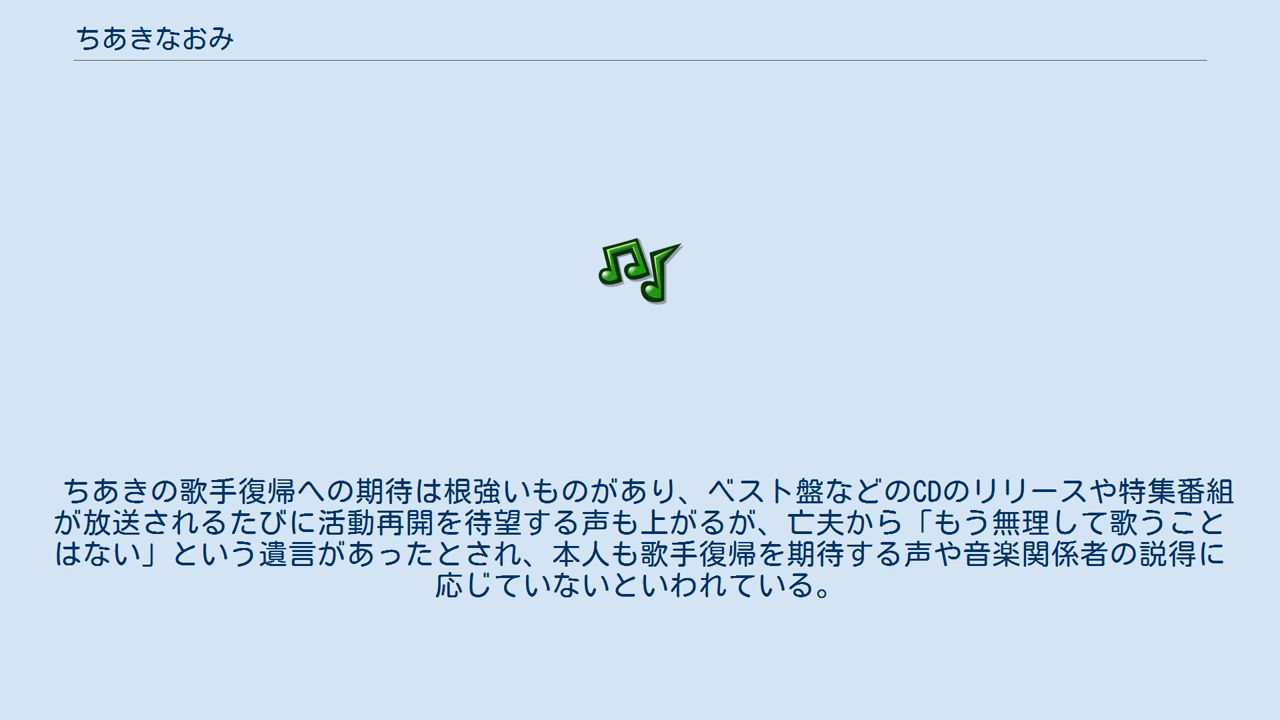 ちあきなおみ
ちあきの歌手復帰への期待は根強いものがあり、ベスト盤などのCDのリリースや特集番組
が放送されるたびに活動再開を待望する声も上がるが、亡夫から「もう無理して歌うこと
はない」という遺言があったとされ、本人も歌手復帰を期待する声や音楽関係者の説得に
応じていないといわれている。